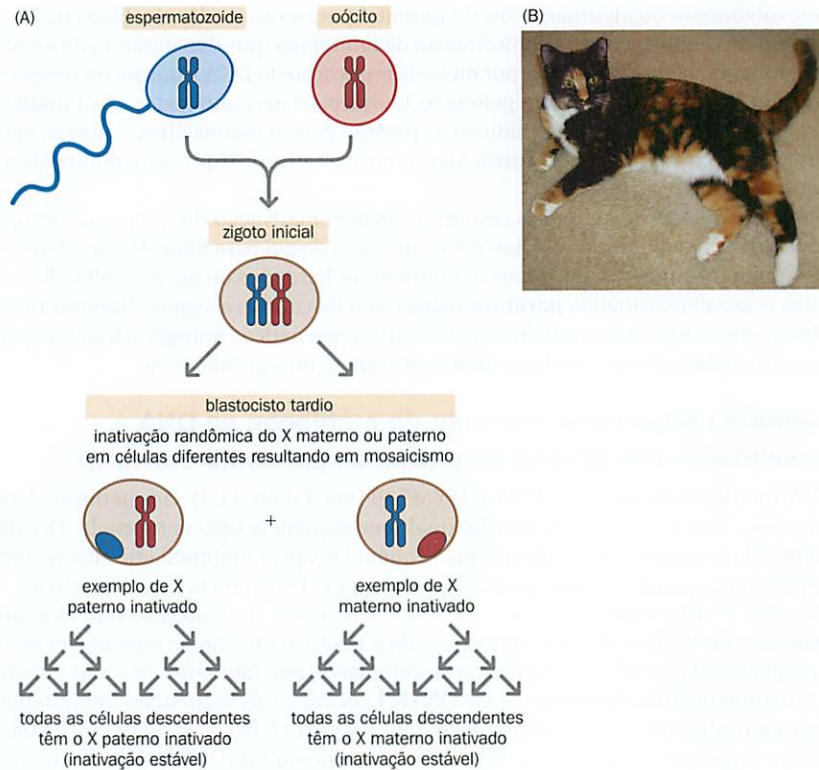 (A)
espermatozoide
oócito
zigoto inicial
blastocisto tardio
inativação randômica do X materno ou paterno
em células diferentes resultando em mosaicismo
+
exemplo de X
paterno inativado
todas as células descendentes
têm o X paterno inativado
(inativação estável)
exemplo de X
materno inativado
todas as células descendentes
têm o X materno inativado
(inativação estável)
(B)